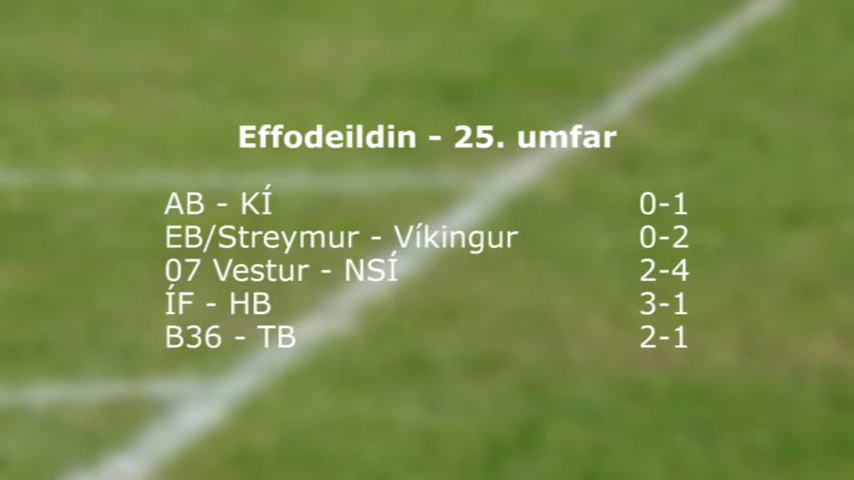 Effodeildin - 25. umfar
AB - KÍ 0-1
EB/Streymur - Víkingur 0-2
07 Vestur - NSÍ 2-4
ÍF - HB 3-1
B36 - TB 2-1